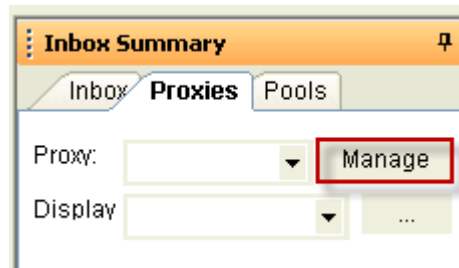 Inbox Summary
Inbox Proxies Pools
Proxy: Manage
Display ...